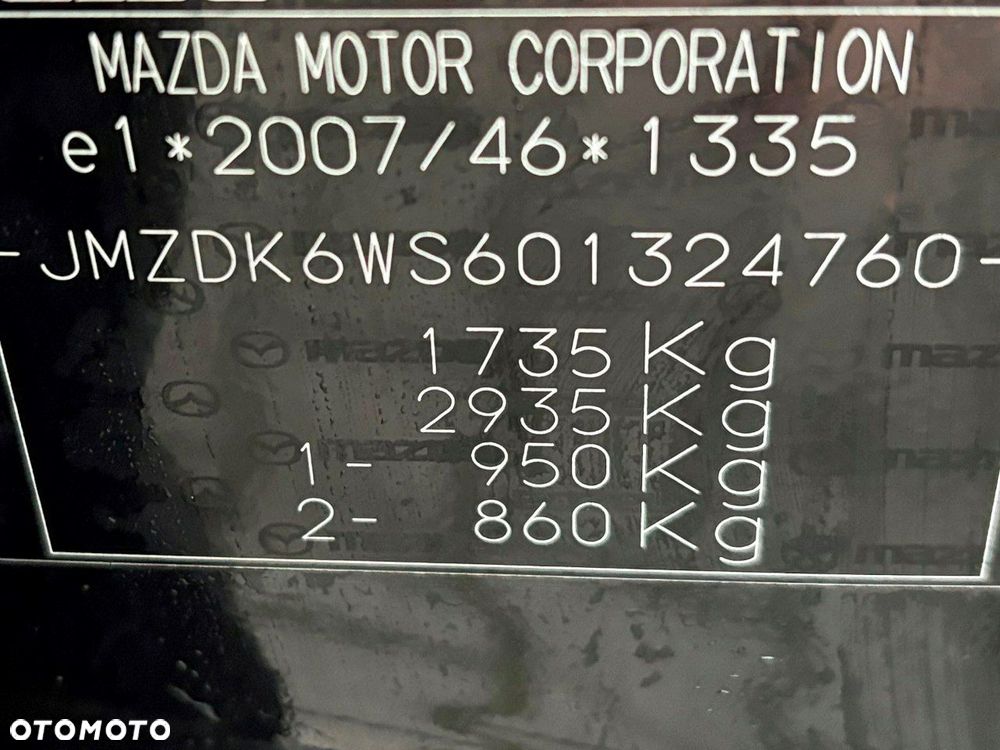 MAZDA MOTOR CORPORATION
e1*2007/46*1335
-JMZDK6WS601324760-
1735 Kg
2935 Kg
1- 950 Kg
2- 860 Kg
OTOMOTO